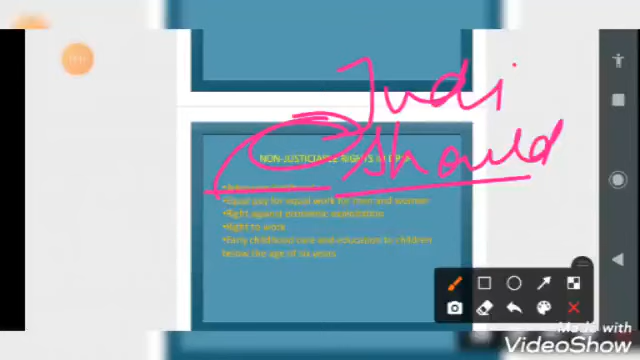 Judi
should
NON-JUSTICIABLE RIGHTS
•Equal pay for equal work for men and women
•Right against economic exploitation
•Right to work
•Early childhood care and education to children
below the age of six years
Made with
VideoShow